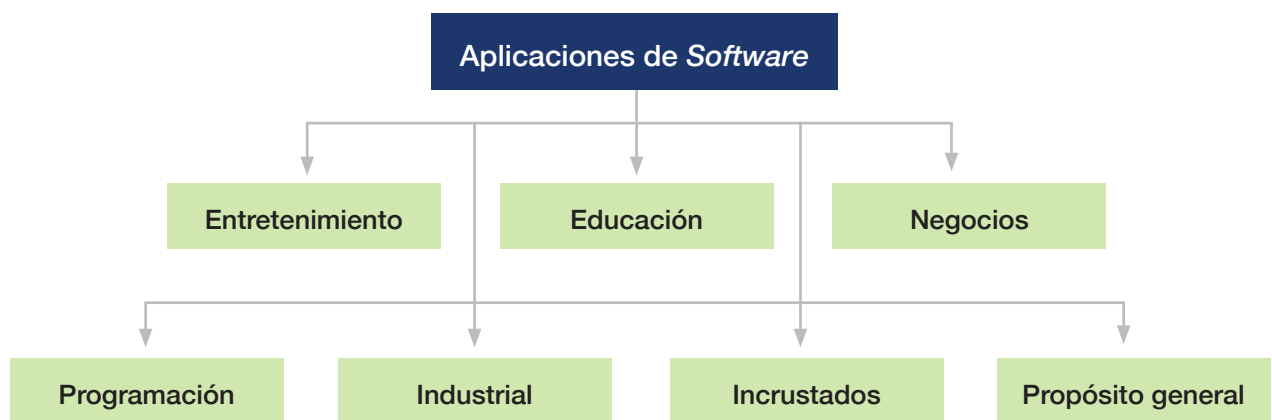 Aplicaciones de Software
Entretenimiento
Educación
Negocios
Programación
Industrial
Incrustados
Propósito general